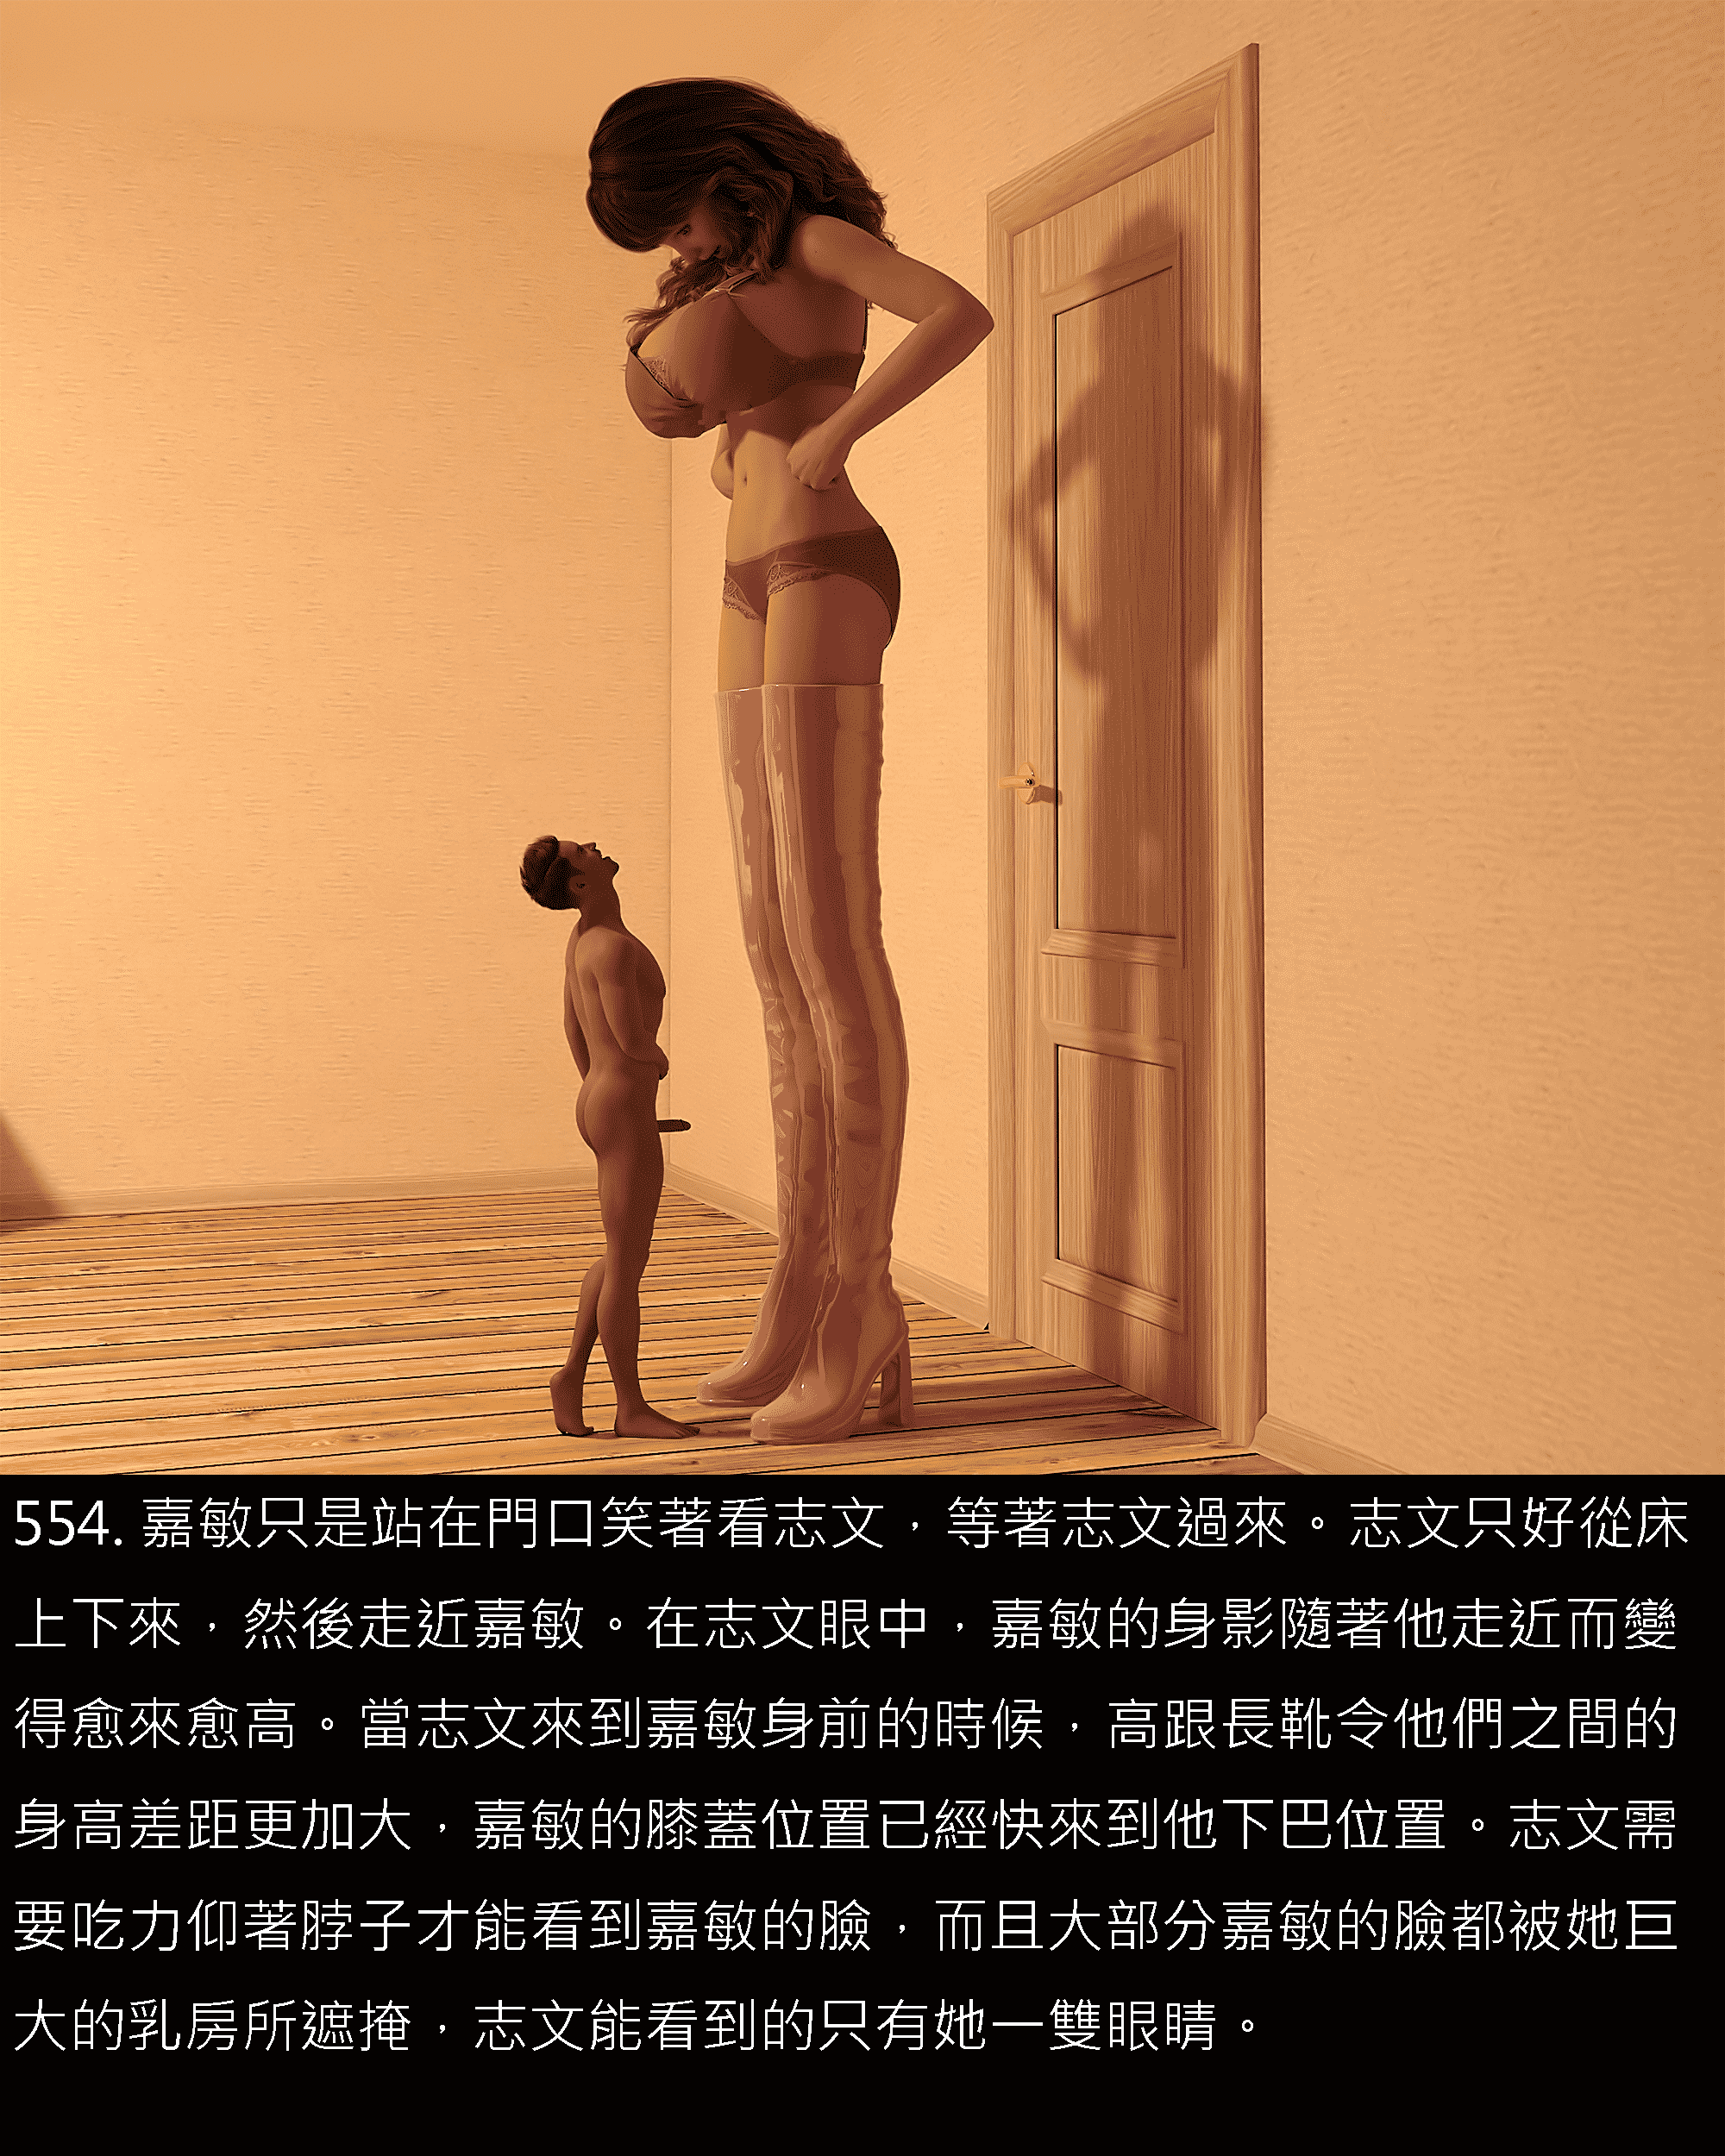 554. 嘉敏只是站在門口笑著看志文，等著志文過來。志文只好從床
上下來，然後走近嘉敏。在志文眼中，嘉敏的身影隨著他走近而變
得愈來愈高。當志文來到嘉敏身前的時候，高跟長靴令他們之間的
身高差距更加大，嘉敏的膝蓋位置已經快來到他下巴位置。志文需
要吃力仰著脖子才能看到嘉敏的臉，而且大部分嘉敏的臉都被她巨
大的乳房所遮掩，志文能看到的只有她一雙眼睛。